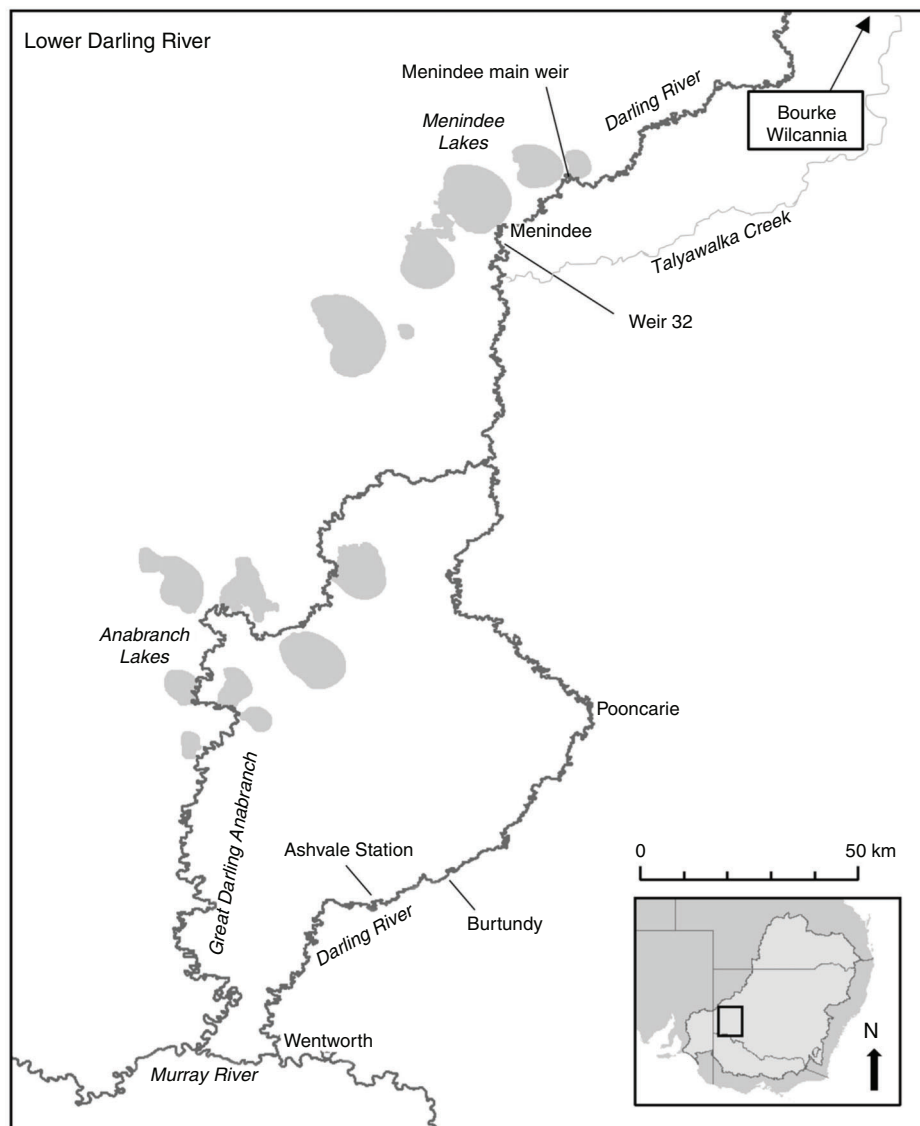 Lower Darling River
Menindee main weir
Darling River
Bourke
Wilcannia
Menindee
Lakes
Menindee
Talyawalka Creek
Weir 32
Anabranch
Lakes
Pooncarie
Great Darling Anabranch
0 50 km
Ashvale Station
Darling River
Burtundy
Wentworth
Murray River
N